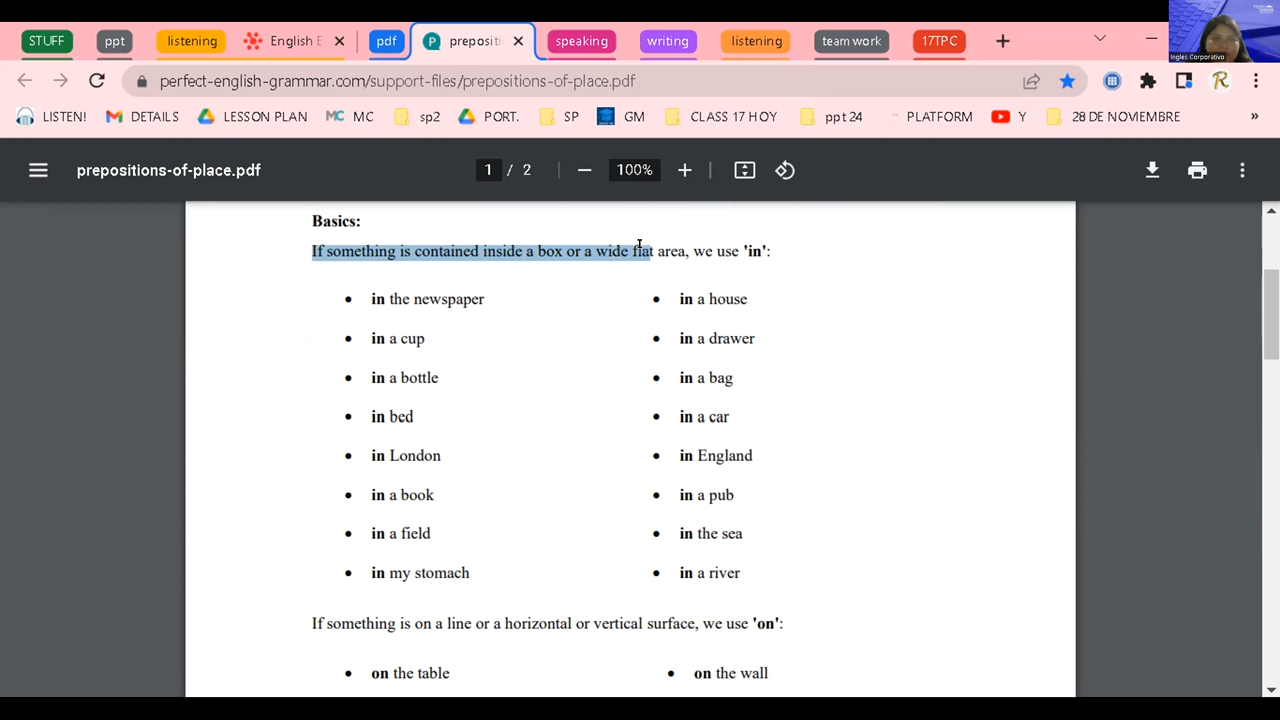 STUFF ppt listening English E pdf preposit speaking writing listening team work 17TPC
perfect-english-grammar.com/support-files/prepositions-of-place.pdf
LISTEN! DETAILS LESSON PLAN MC MC sp2 PORT. SP GM CLASS 17 HOY ppt 24 PLATFORM Y 28 DE NOVIEMBRE »
Ingles Corporativo
prepositions-of-place.pdf 1 / 2 100%
Basics:
If something is contained inside a box or a wide flat area, we use 'in':
• in the newspaper • in a house
• in a cup • in a drawer
• in a bottle • in a bag
• in bed • in a car
• in London • in England
• in a book • in a pub
• in a field • in the sea
• in my stomach • in a river
If something is on a line or a horizontal or vertical surface, we use 'on':
• on the table • on the wall